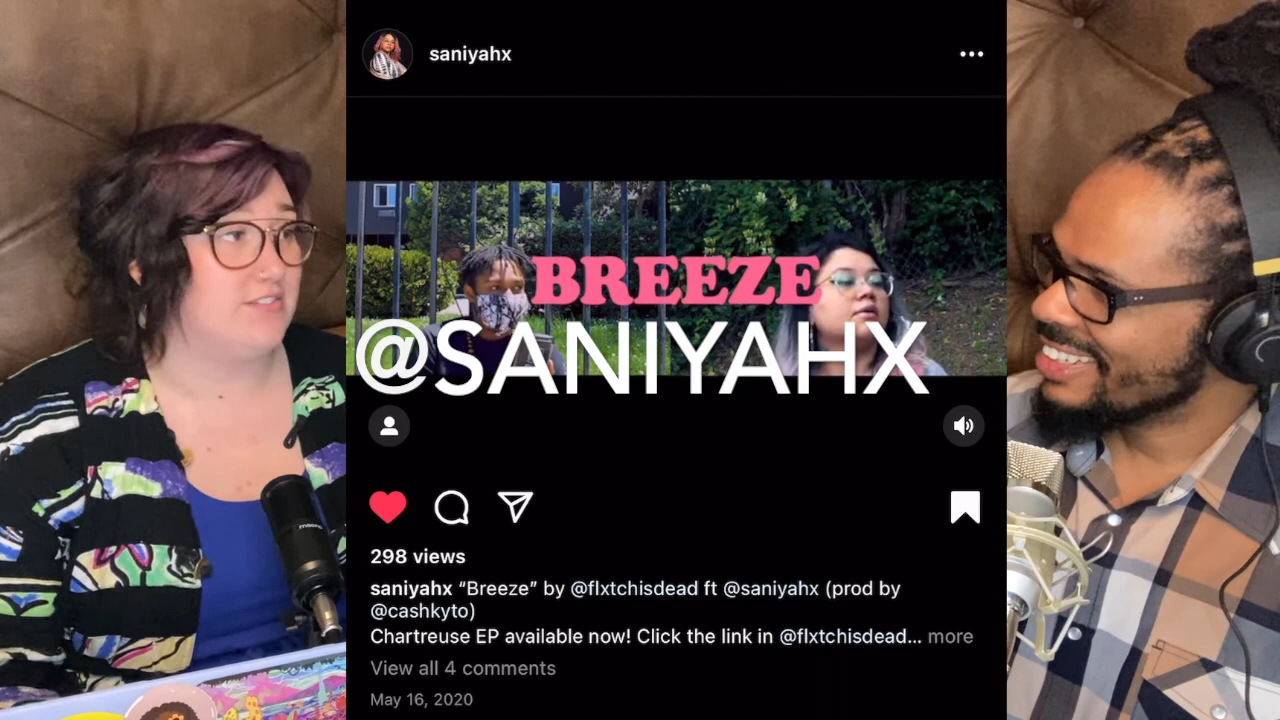 saniyahx
BREEZE
@SANIYAHX
298 views
saniyahx “Breeze” by @flxtchisdead ft @saniyahx (prod by
@cashkyto)
Chartreuse EP available now! Click the link in @flxtchisdead... more
View all 4 comments
May 16, 2020